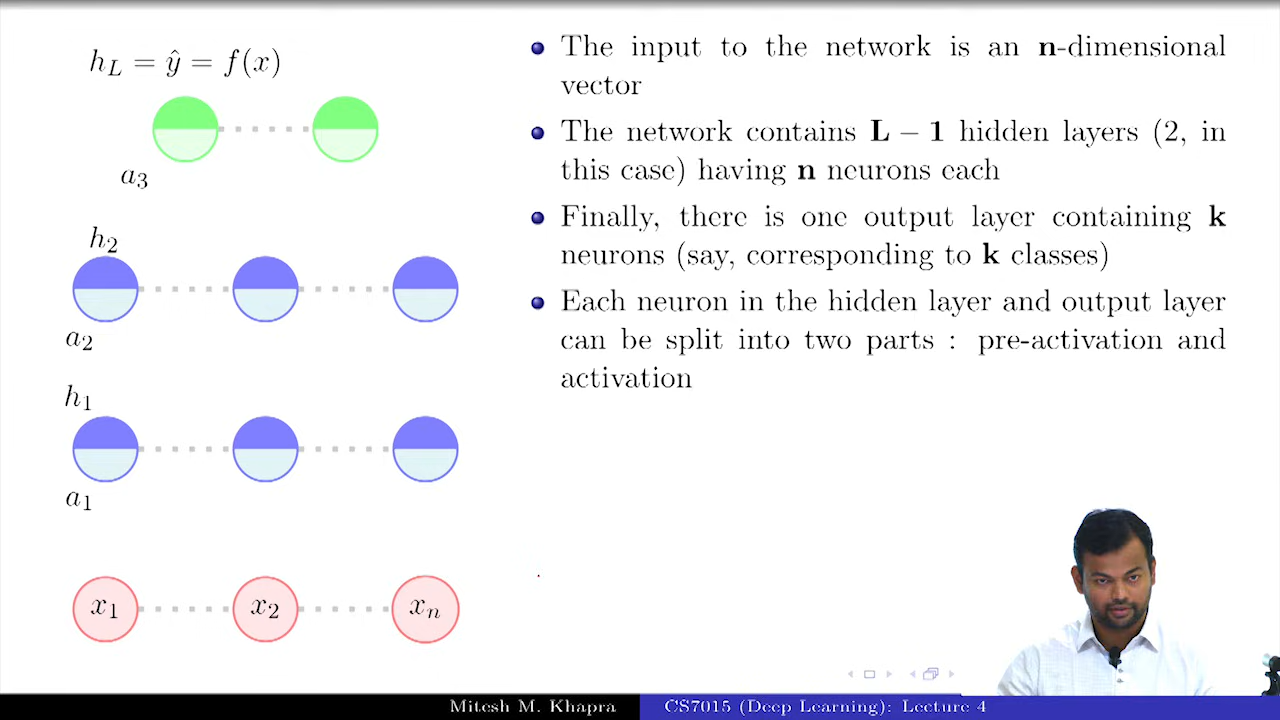 h_L = ŷ = f(x)
a_3
h_2
a_2
h_1
a_1
x_1 x_2 x_n
The input to the network is an n-dimensional
vector
The network contains L − 1 hidden layers (2, in
this case) having n neurons each
Finally, there is one output layer containing k
neurons (say, corresponding to k classes)
Each neuron in the hidden layer and output layer
can be split into two parts : pre-activation and
activation
Mitesh M. Khapra CS7015 (Deep Learning): Lecture 4